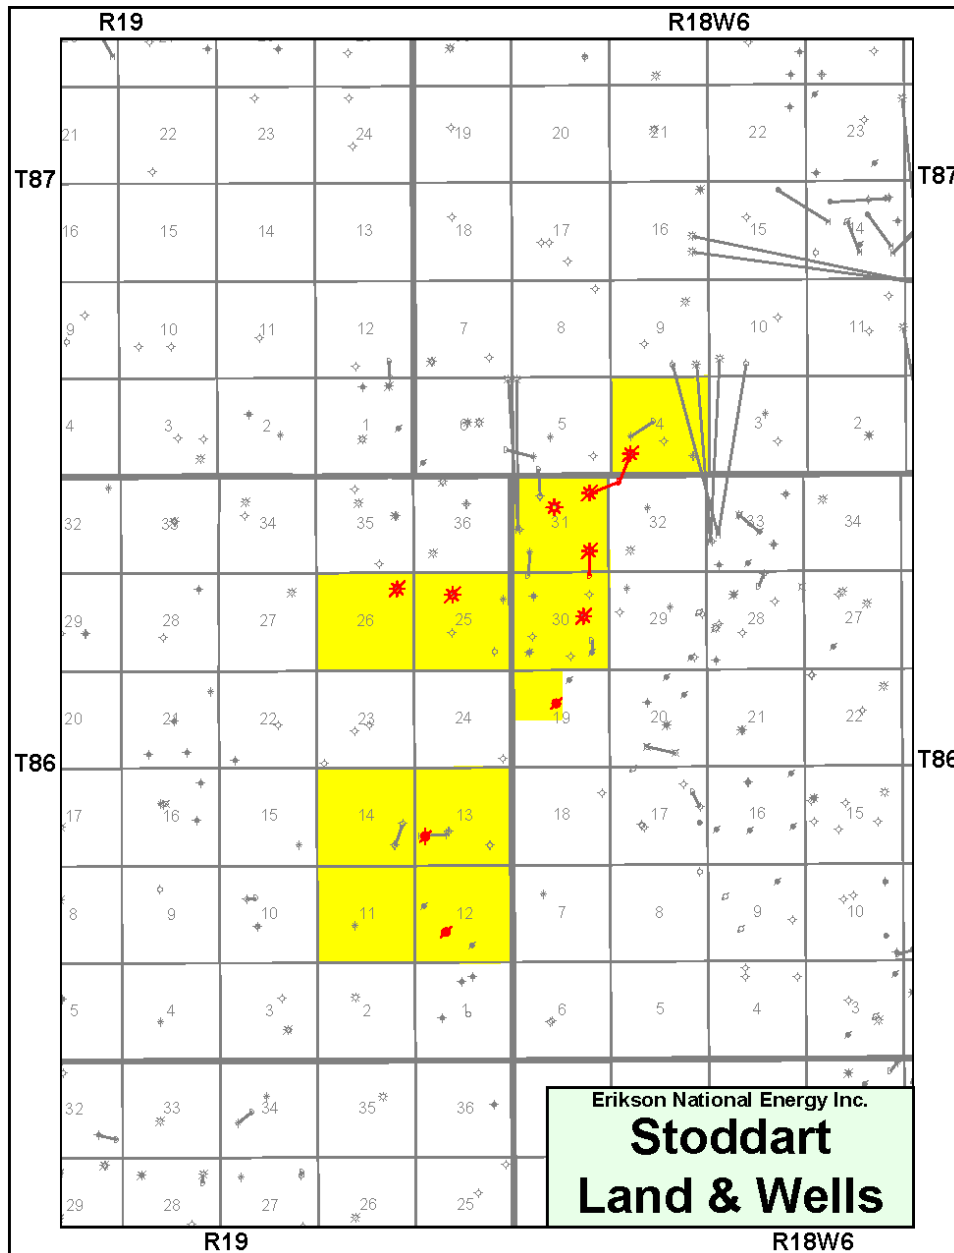 R19 R18W6
21 22 23 24 19 20 21 22 23
T87 T87
16 15 14 13 18 17 16 15 14
9 10 11 12 7 8 9 10 11
4 3 2 1 6 5 4 3 2
32 33 34 35 36 31 32 33 34
29 28 27 26 25 30 29 28 27
20 21 22 23 24 19 20 21 22
T86 T86
17 16 15 14 13 18 17 16 15
8 9 10 11 12 7 8 9 10
5 4 3 2 1 6 5 4 3
32 33 34 35 36
Erikson National Energy Inc.
Stoddart
Land & Wells
29 28 27 26 25
R19 R18W6